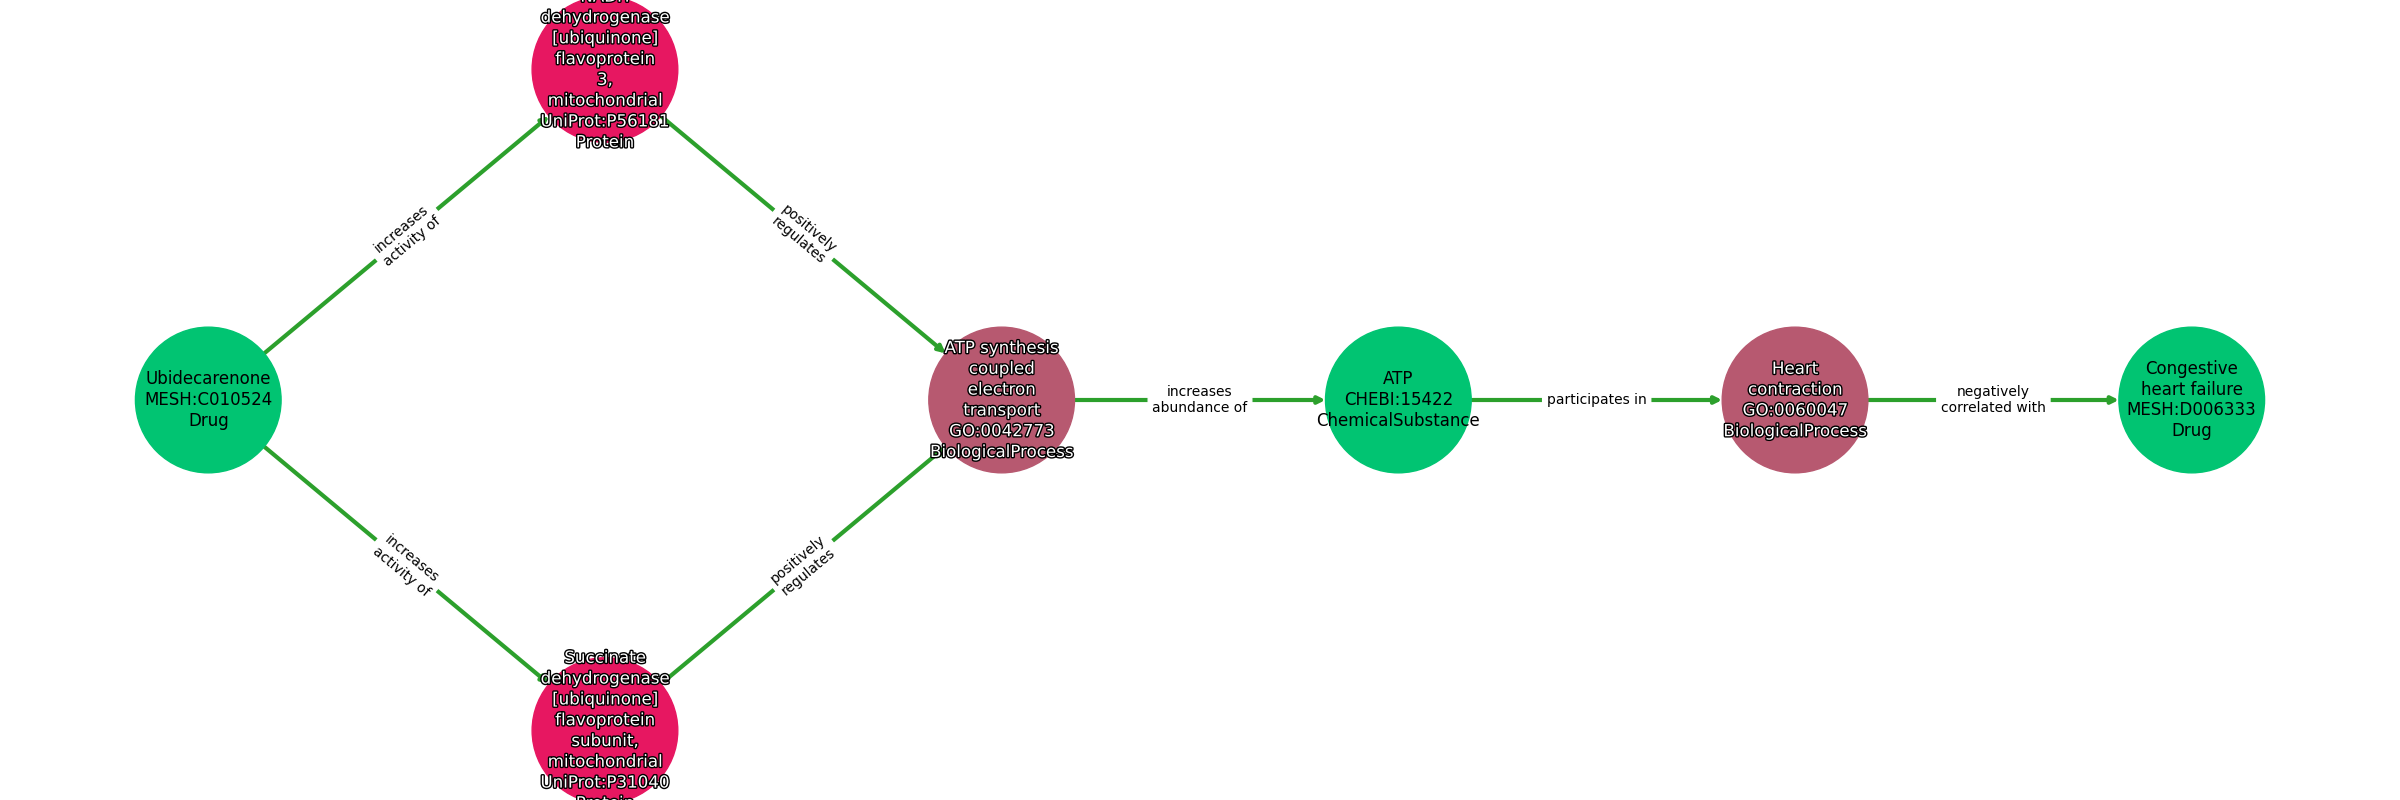 dehydrogenase
[ubiquinone]
flavoprotein
3,
mitochondrial
UniProt:P56181
Protein
increases
activity of
positively
regulates
Ubidecarenone
MESH:C010524
Drug
ATP synthesis
coupled
electron
transport
GO:0042773
BiologicalProcess
increases
abundance of
ATP
CHEBI:15422
ChemicalSubstance
participates in
Heart
contraction
GO:0060047
BiologicalProcess
negatively
correlated with
Congestive
heart failure
MESH:D006333
Drug
increases
activity of
positively
regulates
Succinate
dehydrogenase
[ubiquinone]
flavoprotein
subunit,
mitochondrial
UniProt:P31040
Protein